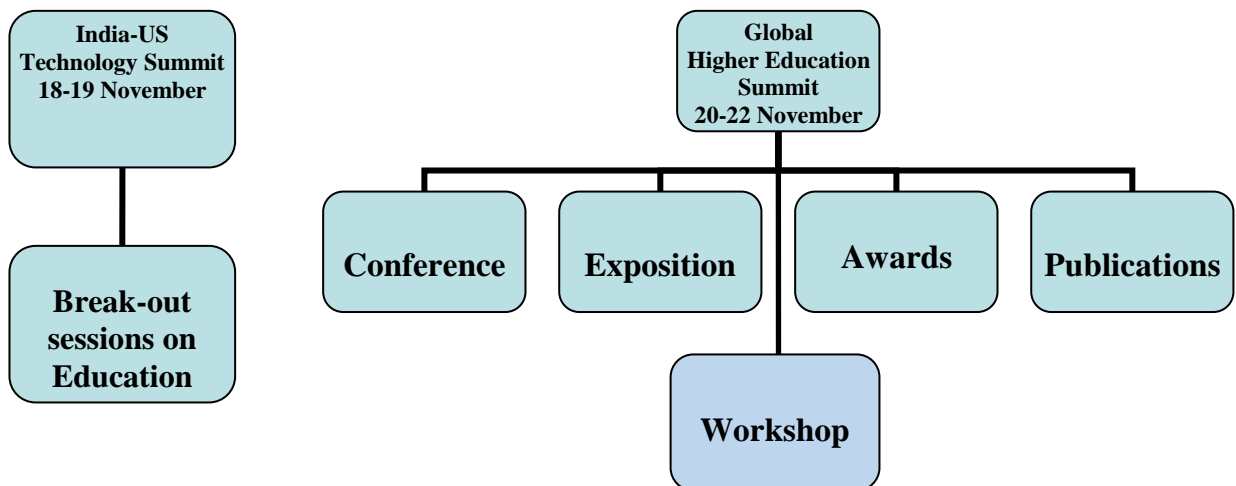 India-US
Technology Summit
18-19 November
Global
Higher Education
Summit
20-22 November
Conference
Exposition
Awards
Publications
Break-out
sessions on
Education
Workshop